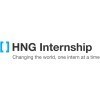 HNG Internship
Changing the world, one intern at a time